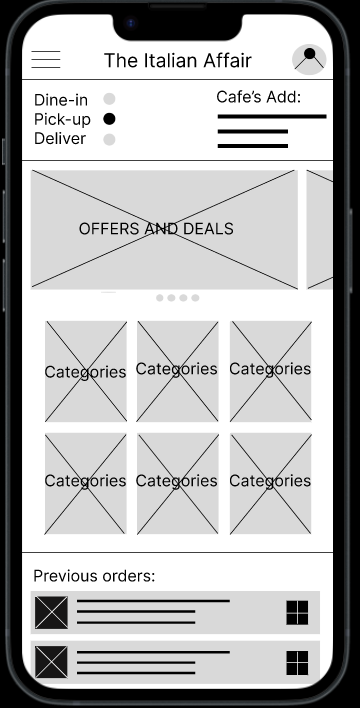 The Italian Affair
Dine-in
Pick-up
Deliver
Cafe's Add:
OFFERS AND DEALS
Categories Categories Categories
Categories Categories Categories
Previous orders: